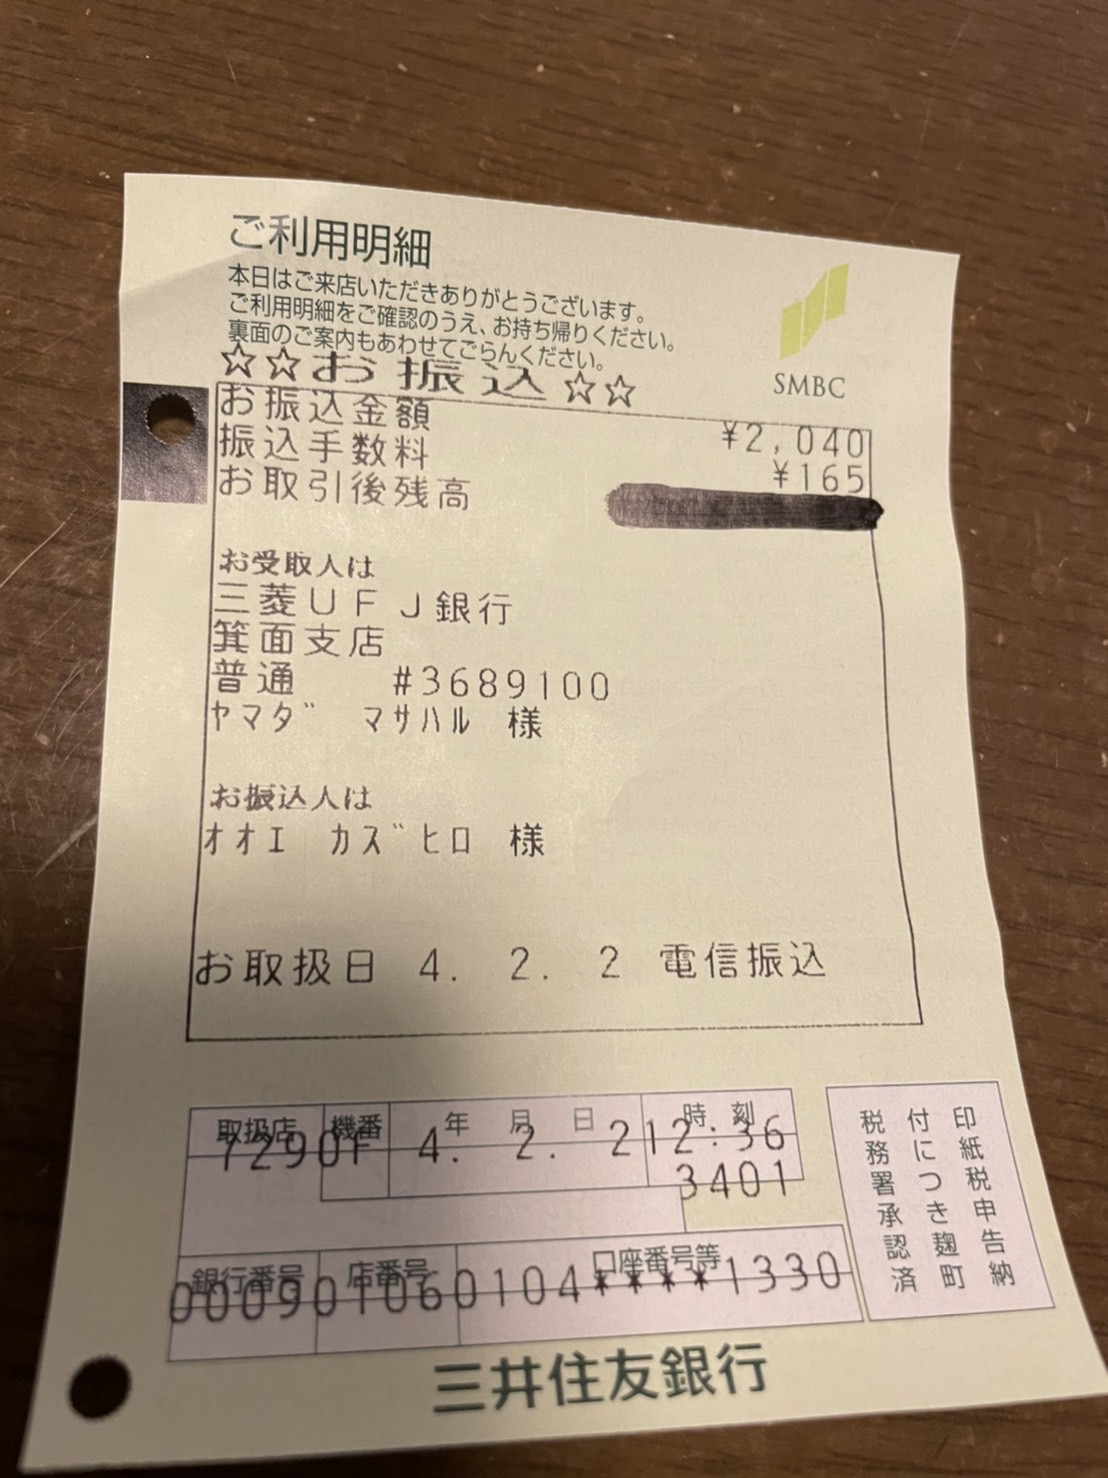 ご利用明細
本日はご来店いただきありがとうございます。
ご利用明細をご確認のうえ、お持ち帰りください。
裏面のご案内もあわせてごらんください。
SMBC
☆☆お振込☆☆
お振込金額 ¥2,040
振込手数料 ¥165
お取引後残高
お受取人は
三菱UFJ銀行
箕面支店
普通 #3689100
ヤマダ マサハル 様
お振込人は
オオエ カズヒロ 様
お取扱日 4. 2. 2 電信振込
取扱店 機番 年 月 日 時刻
7290F 4. 2. 2 12:36
3401
銀行番号 店番号 口座番号等
0009 01060104****1330
印紙税申告納
付につき麹町
税務署承認済
三井住友銀行